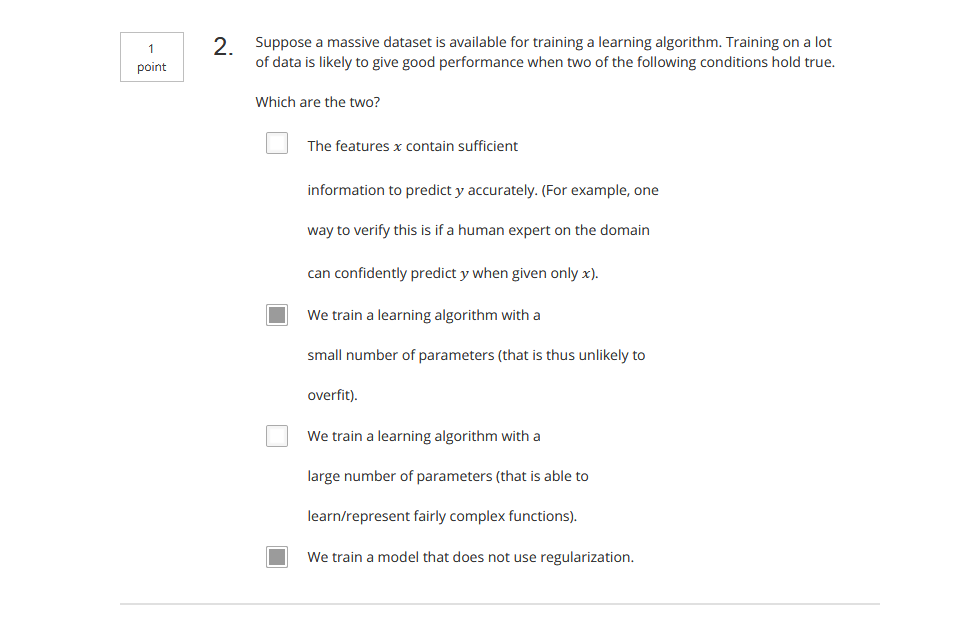 1
point
2.
Suppose a massive dataset is available for training a learning algorithm. Training on a lot
of data is likely to give good performance when two of the following conditions hold true.
Which are the two?
The features x contain sufficient
information to predict y accurately. (For example, one
way to verify this is if a human expert on the domain
can confidently predict y when given only x).
We train a learning algorithm with a
small number of parameters (that is thus unlikely to
overfit).
We train a learning algorithm with a
large number of parameters (that is able to
learn/represent fairly complex functions).
We train a model that does not use regularization.